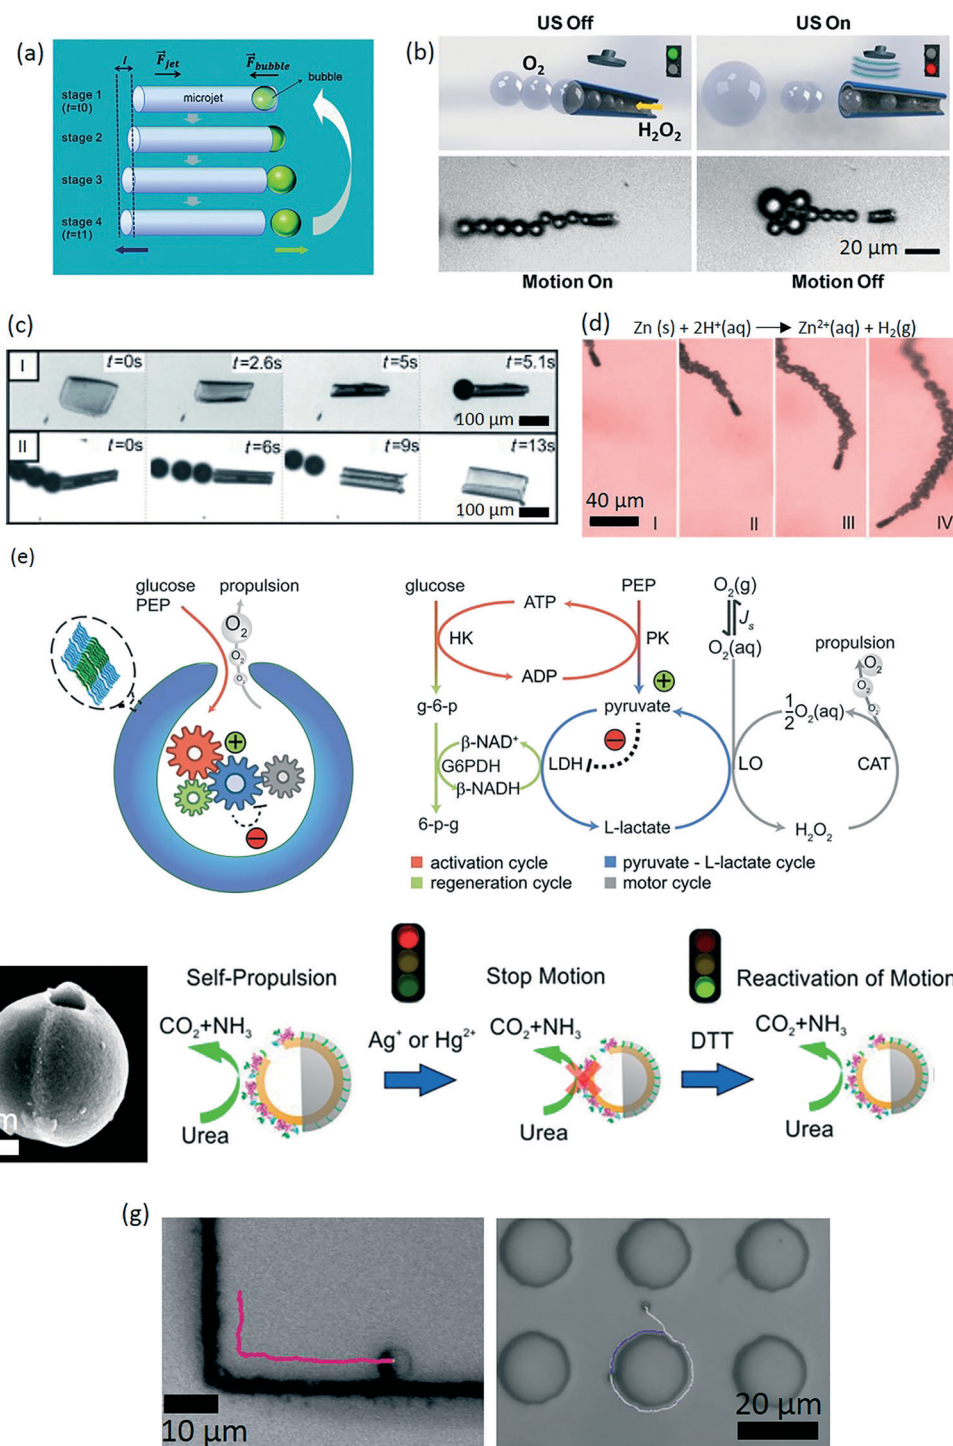 (a)
l
F⃗jet
F⃗bubble
bubble
stage 1
(t=t0)
microjet
stage 2
stage 3
stage 4
(t=t1)
(b)
US Off
US On
O₂
H₂O₂
20 µm
Motion On
Motion Off
(c)
I
t=0s
t=2.6s
t=5s
t=5.1s
100 µm
II
t=0s
t=6s
t=9s
t=13s
100 µm
(d)
Zn (s) + 2H⁺(aq) ⟶ Zn²⁺(aq) + H₂(g)
40 µm
I
II
III
IV
(e)
glucose
PEP
propulsion
O₂
O₂
O₂
+
−
glucose
ATP
PEP
HK
PK
ADP
g-6-p
+
pyruvate
−
β-NAD⁺
G6PDH
β-NADH
LDH
6-p-g
L-lactate
O₂(g)
Jₛ
O₂(aq)
propulsion
O₂
O₂
O₂
½O₂(aq)
LO
CAT
H₂O₂
activation cycle
pyruvate - L-lactate cycle
regeneration cycle
motor cycle
Self-Propulsion
Stop Motion
Reactivation of Motion
CO₂+NH₃
Ag⁺ or Hg²⁺
CO₂+NH₃
DTT
CO₂+NH₃
Urea
Urea
Urea
m
(g)
10 µm
20 µm